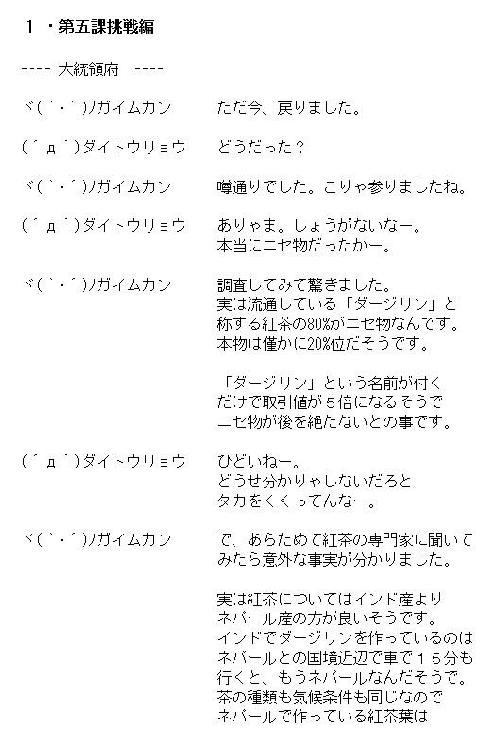 １・第五課挑戦編
---- 大統領府 ----
ヾ(｀・´)ﾉガイムカン　ただ今、戻りました。
(´д｀)ダイトウリョウ　どうだった？
ヾ(｀・´)ﾉガイムカン　噂通りでした。こりゃ参りましたね。
(´д｀)ダイトウリョウ　ありゃま。しょうがないなー。
本当にニセ物だったかー。
ヾ(｀・´)ﾉガイムカン　調査してみて驚きました。
実は流通している「ダージリン」と
称する紅茶の80%がニセ物なんです。
本物は僅かに20%位だそうです。
「ダージリン」という名前が付く
だけで取引値が５倍になるそうで
ニセ物が後を絶たないとの事です。
(´д｀)ダイトウリョウ　ひどいねー。
どうせ分かりゃしないだろと
タカをくくってんなー。
ヾ(｀・´)ﾉガイムカン　で、あらためて紅茶の専門家に聞いて
みたら意外な事実が分かりました。
実は紅茶についてはインド産より
ネパール産の方が良いそうです。
インドでダージリンを作っているのは
ネパールとの国境近辺で車で１５分も
行くと、もうネパールなんだそうで。
茶の種類も気候条件も同じなので
ネパールで作っている紅茶葉は